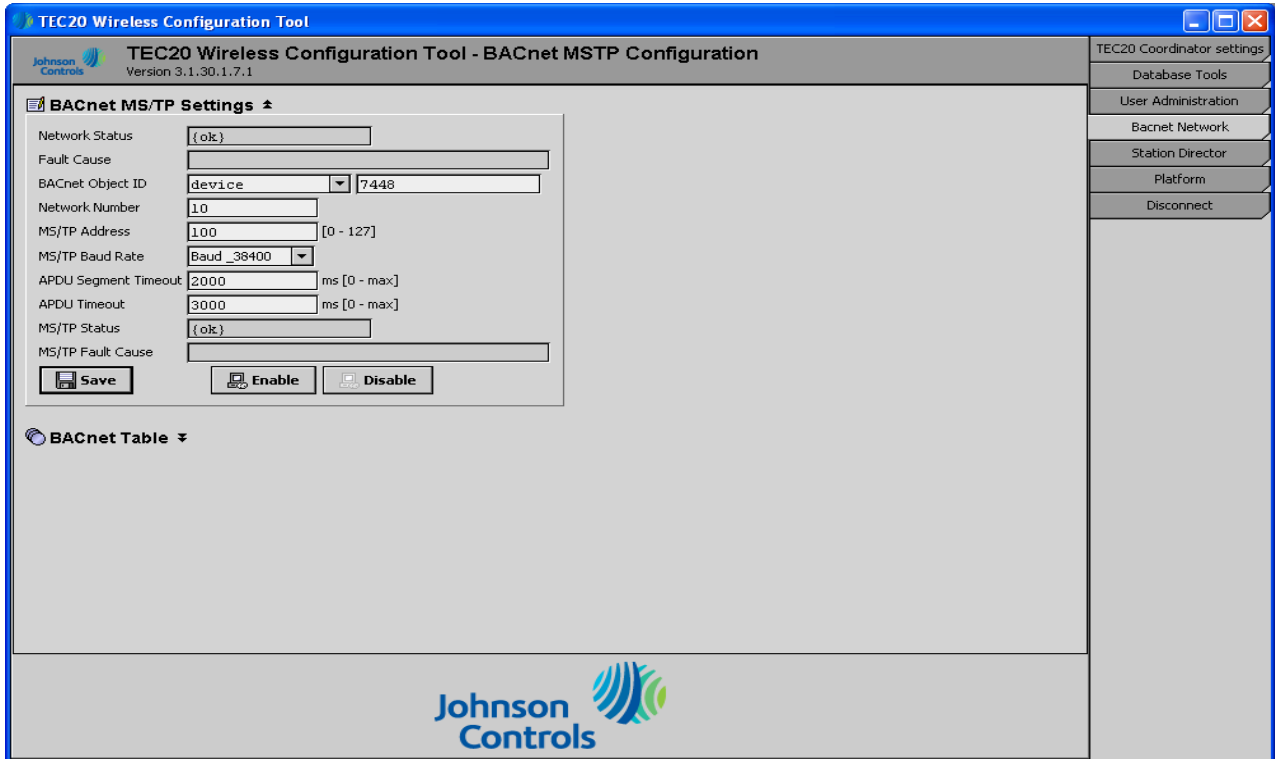 TEC20 Wireless Configuration Tool
Johnson Controls
TEC20 Wireless Configuration Tool - BACnet MSTP Configuration
Version 3.1.30.1.7.1
TEC20 Coordinator settings
Database Tools
User Administration
Bacnet Network
Station Director
Platform
Disconnect
BACnet MS/TP Settings
Network Status {ok}
Fault Cause
BACnet Object ID device 7448
Network Number 10
MS/TP Address 100 [0 - 127]
MS/TP Baud Rate Baud _38400
APDU Segment Timeout 2000 ms [0 - max]
APDU Timeout 3000 ms [0 - max]
MS/TP Status {ok}
MS/TP Fault Cause
Save Enable Disable
BACnet Table
Johnson
Controls